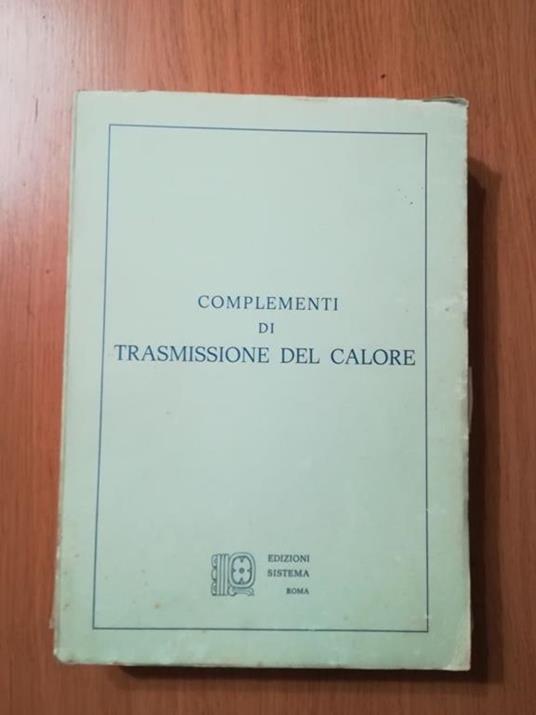 COMPLEMENTI
DI
TRASMISSIONE DEL CALORE
EDIZIONI
SISTEMA
ROMA